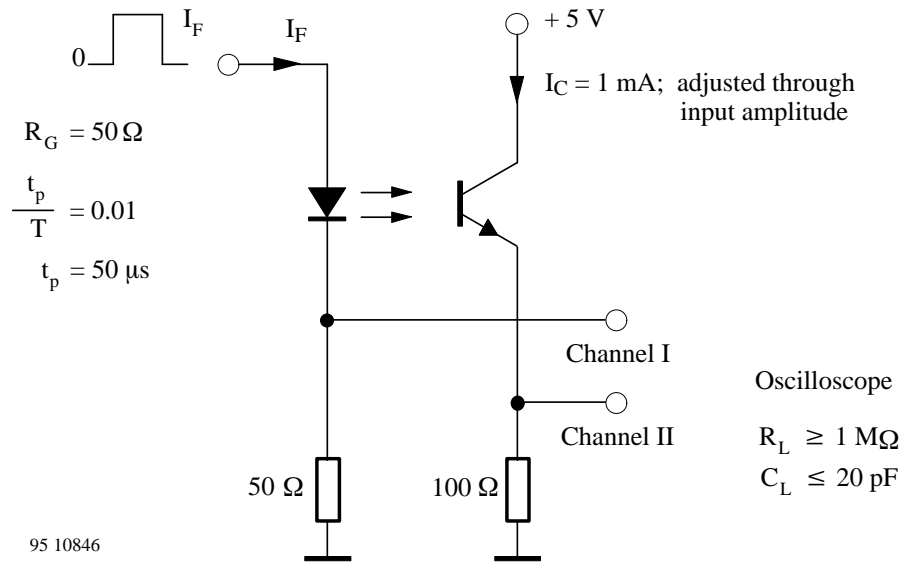 I_F
0
I_F
+ 5 V
I_C = 1 mA; adjusted through
input amplitude
R_G = 50 Ω
t_p
T
= 0.01
t_p = 50 μs
Channel I
Channel II
Oscilloscope
R_L ≥ 1 MΩ
C_L ≤ 20 pF
50 Ω
100 Ω
95 10846